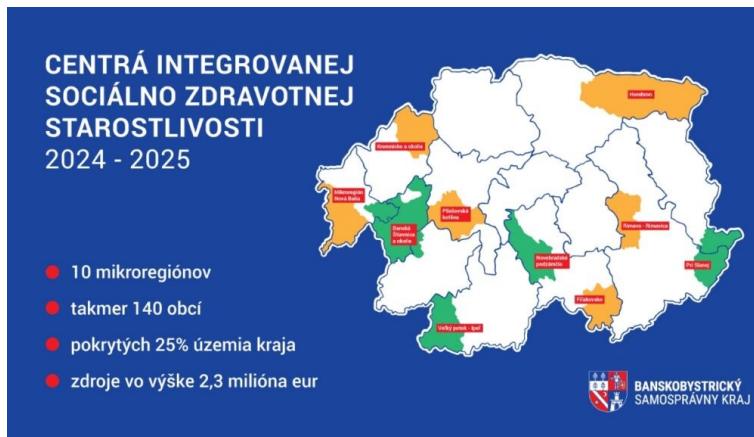 CENTRÁ INTEGROVANEJ
SOCIÁLNO ZDRAVOTNEJ
STAROSTLIVOSTI
2024 - 2025
10 mikroregiónov
takmer 140 obcí
pokrytých 25% územia kraja
zdroje vo výške 2,3 milióna eur
Horehron
Kremnicko a okolie
Mikroregión
Nová Baňa
Banská
Štiavnica
a okolie
Pliešovská
kotlina
Novohradské
podzámčie
Rimava - Rimavica
Pri Slanej
Fiľakovsko
Veľký potok - Ipeľ
BANSKOBYSTRICKÝ
SAMOSPRÁVNY KRAJ